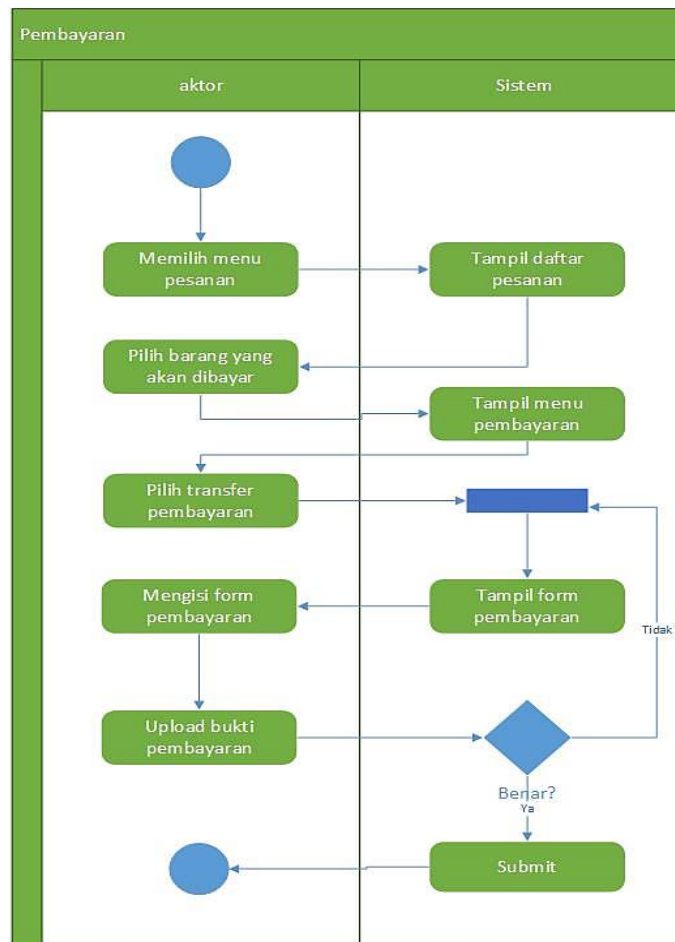 Pembayaran
aktor
Sistem
Memilih menu
pesanan
Tampil daftar
pesanan
Pilih barang yang
akan dibayar
Tampil menu
pembayaran
Pilih transfer
pembayaran
Mengisi form
pembayaran
Tampil form
pembayaran
Tidak
Upload bukti
pembayaran
Benar?
Ya
Submit